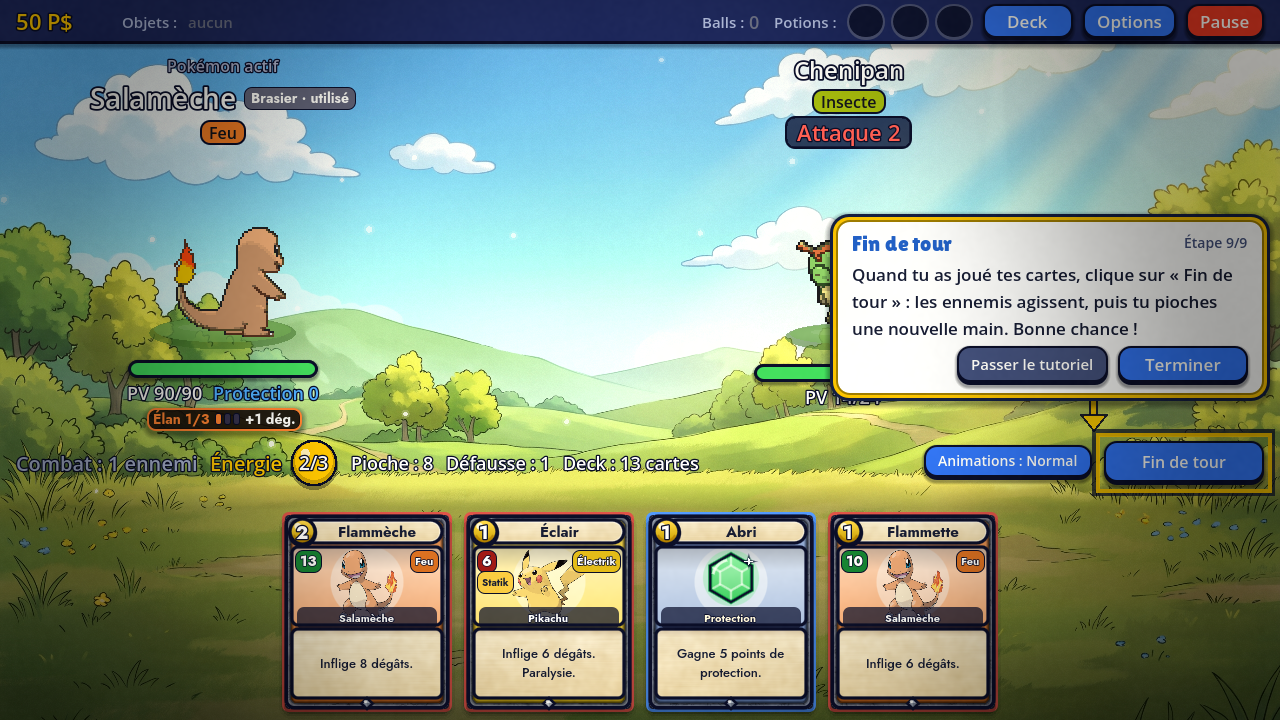 50 P$
Objets : aucun
Balls : 0
Potions :
Deck
Options
Pause
Pokémon actif
Salamèche
Brasier · utilisé
Feu
Chenipan
Insecte
Attaque 2
Fin de tour
Étape 9/9
Quand tu as joué tes cartes, clique sur « Fin de
tour » : les ennemis agissent, puis tu pioches
une nouvelle main. Bonne chance !
Passer le tutoriel
Terminer
PV 90/90 Protection 0
Élan 1/3 +1 dég.
PV
Combat : 1 ennemi
Énergie
2/3
Pioche : 8
Défausse : 1
Deck : 13 cartes
Animations : Normal
Fin de tour
2 Flammèche
13
Feu
Salamèche
Inflige 8 dégâts.
1 Éclair
6
Électrik
Statik
Pikachu
Inflige 6 dégâts.
Paralysie.
1 Abri
Protection
Gagne 5 points de
protection.
1 Flammette
10
Feu
Salamèche
Inflige 6 dégâts.